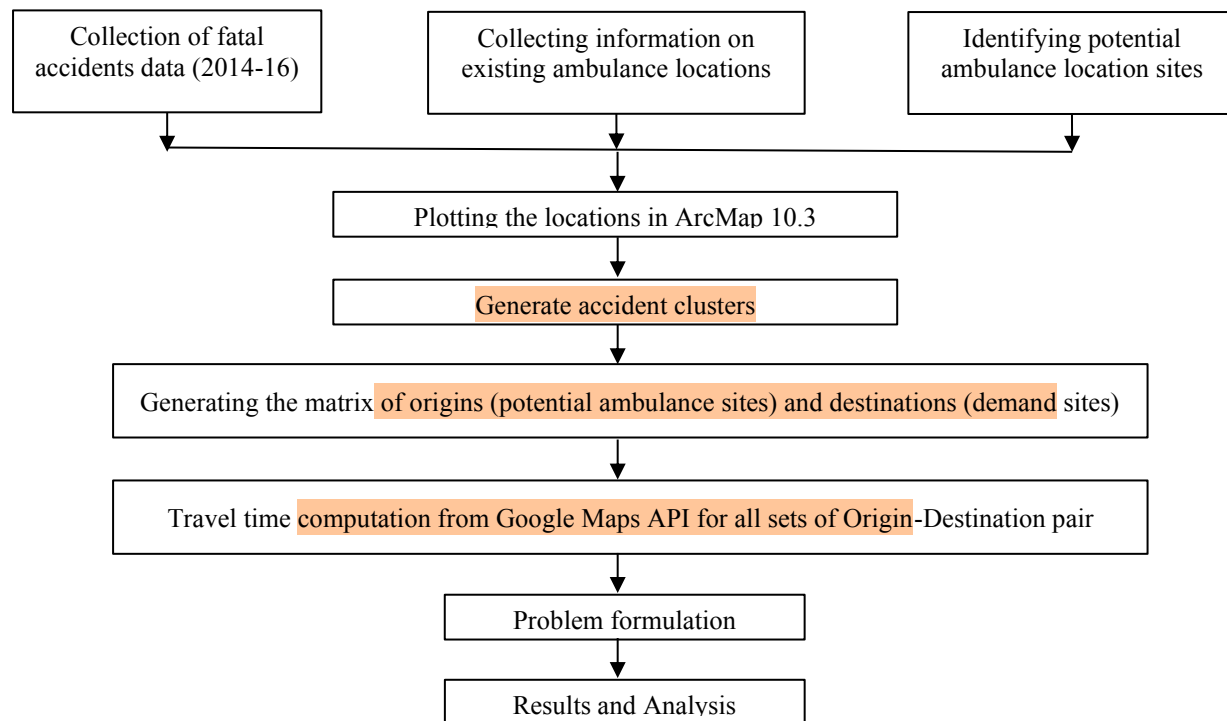 Collection of fatal
accidents data (2014-16)
Collecting information on
existing ambulance locations
Identifying potential
ambulance location sites
Plotting the locations in ArcMap 10.3
Generate accident clusters
Generating the matrix of origins (potential ambulance sites) and destinations (demand sites)
Travel time computation from Google Maps API for all sets of Origin-Destination pair
Problem formulation
Results and Analysis